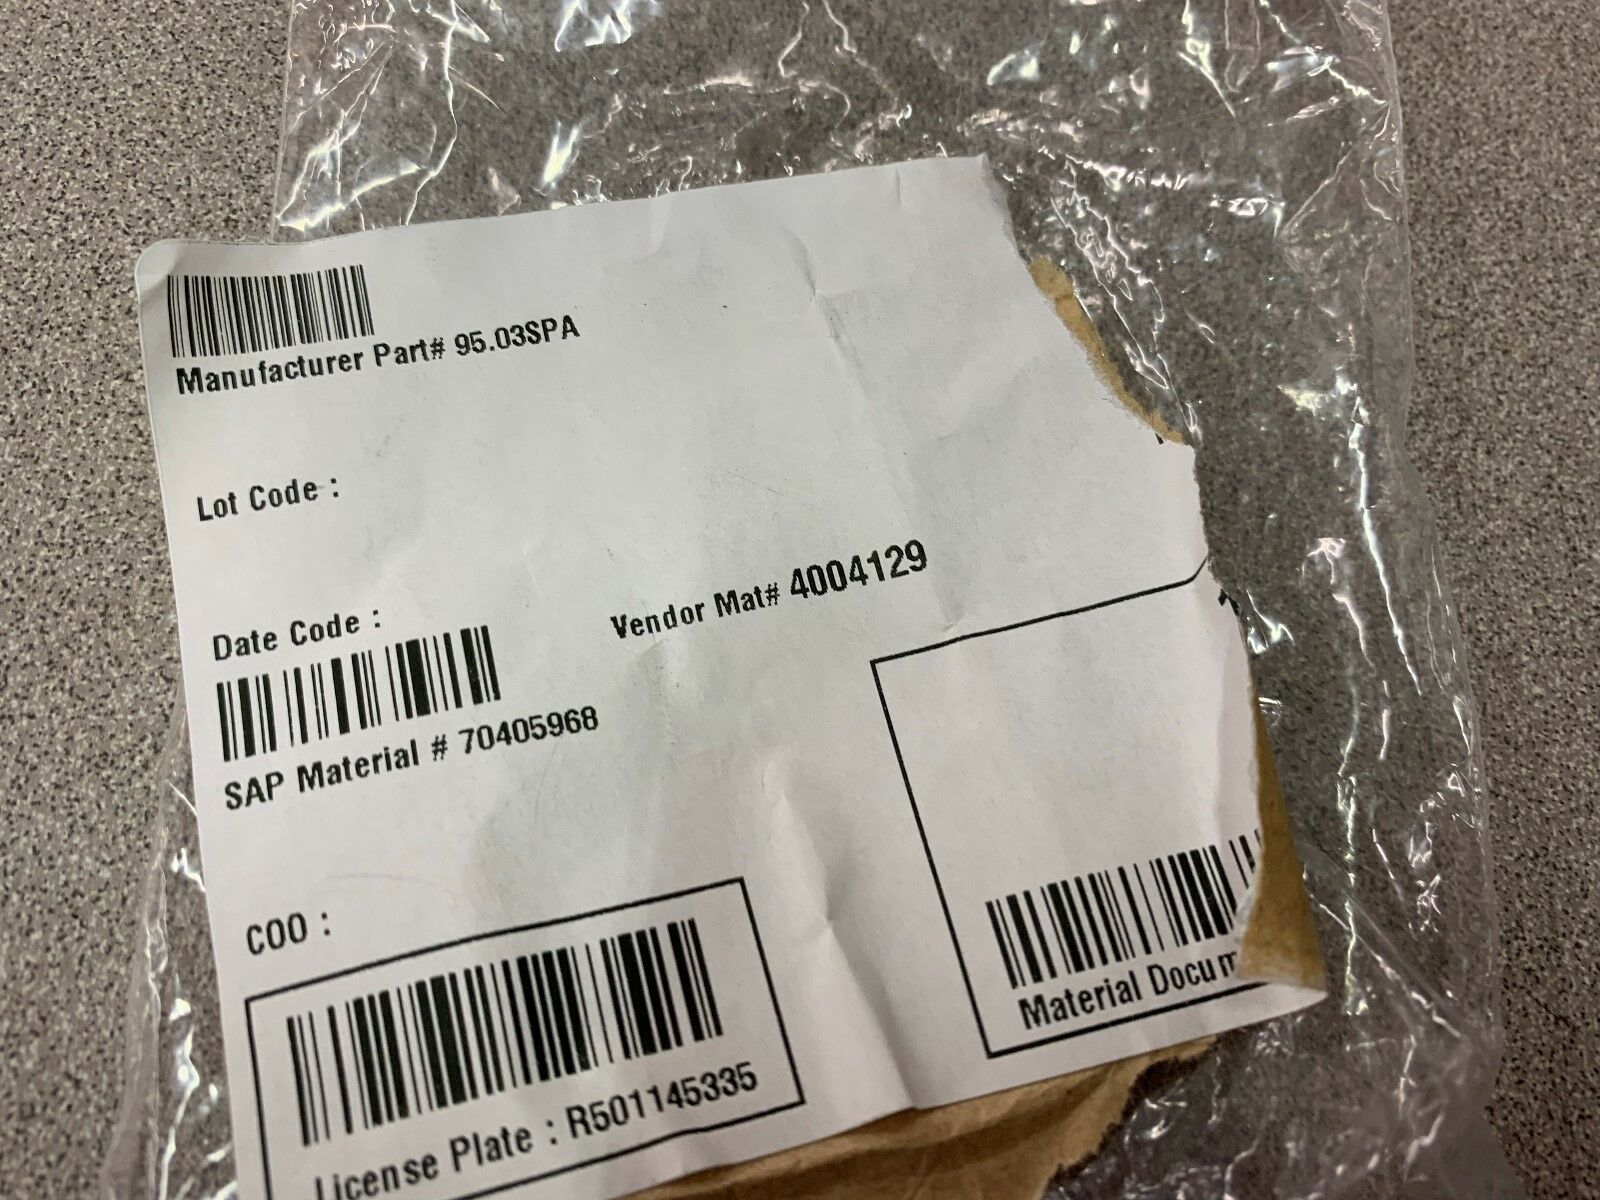 Manufacturer Part# 95.03SPA
Lot Code :
Date Code :
Vendor Mat# 4004129
SAP Material # 70405968
COO :
Material Docum
License Plate : R501145335